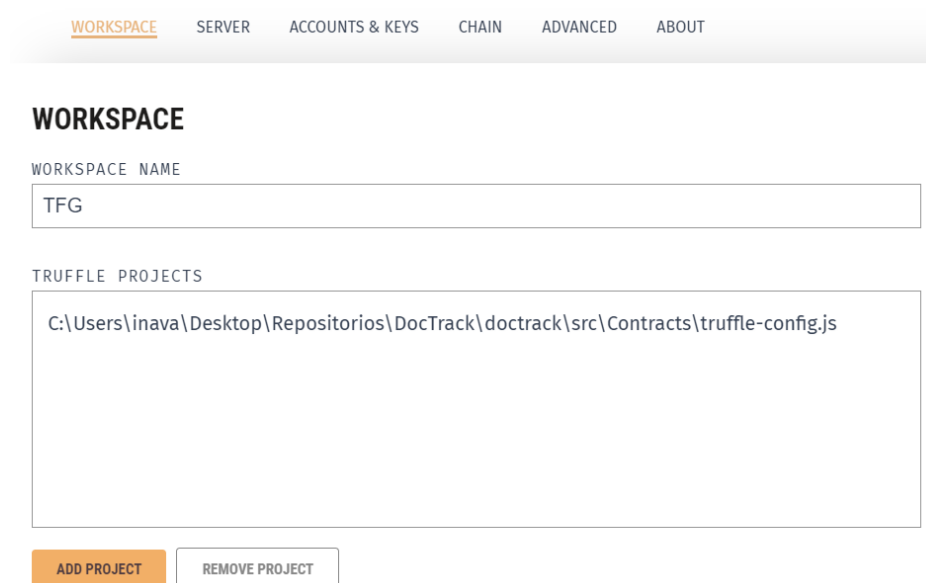 WORKSPACE SERVER ACCOUNTS & KEYS CHAIN ADVANCED ABOUT
WORKSPACE
WORKSPACE NAME
TFG
TRUFFLE PROJECTS
C:\Users\inava\Desktop\Repositorios\DocTrack\doctrack\src\Contracts\truffle-config.js
ADD PROJECT REMOVE PROJECT